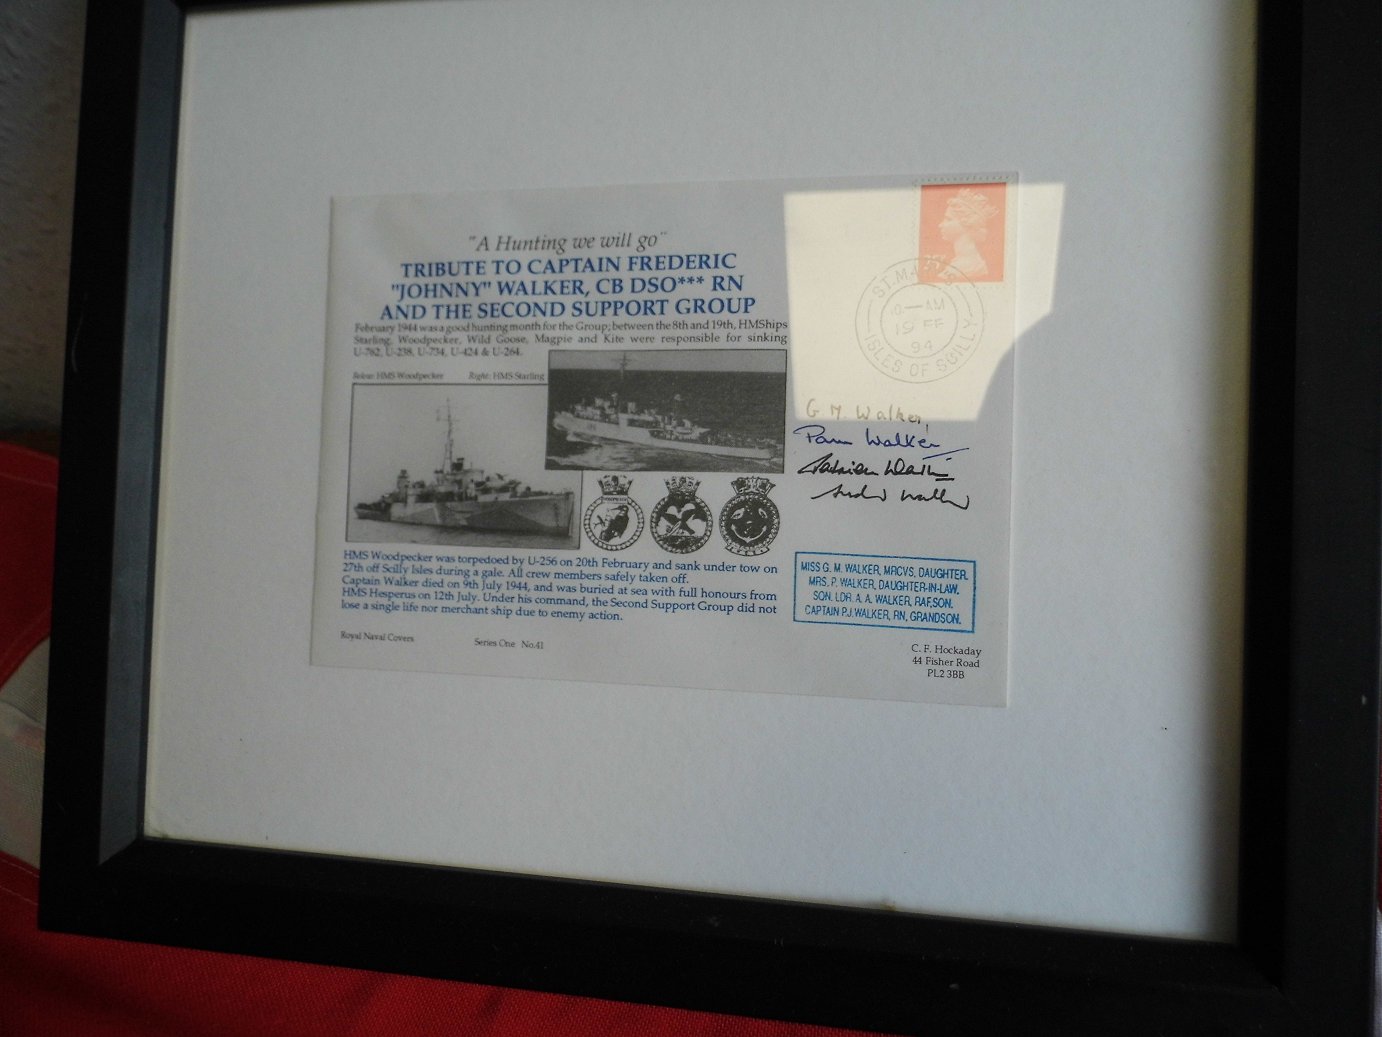 "A Hunting we will go"
TRIBUTE TO CAPTAIN FREDERIC
"JOHNNY" WALKER, CB DSO*** RN
AND THE SECOND SUPPORT GROUP
February 1944 was a good hunting month for the Group; between the 8th and 19th, HMShips
Starling, Woodpecker, Wild Goose, Magpie and Kite were responsible for sinking
U-762, U-238, U-734, U-424 & U-264.
Below: HMS Woodpecker Right: HMS Starling
HMS Woodpecker was torpedoed by U-256 on 20th February and sank under tow on
27th off Scilly Isles during a gale. All crew members safely taken off.
Captain Walker died on 9th July 1944, and was buried at sea with full honours from
HMS Hesperus on 12th July. Under his command, the Second Support Group did not
lose a single life nor merchant ship due to enemy action.
Royal Naval Covers Series One No.41
ST. MARY'S
AM
19 FE
94
ISLES OF SCILLY
G M Walker,
Pam Walker
MISS G. M. WALKER, MRCVS, DAUGHTER.
MRS. P. WALKER, DAUGHTER-IN-LAW.
SQN. LDR. A. A. WALKER, RAF, SON.
CAPTAIN P.J. WALKER, RN, GRANDSON.
C. F. Hockaday
44 Fisher Road
PL2 3BB